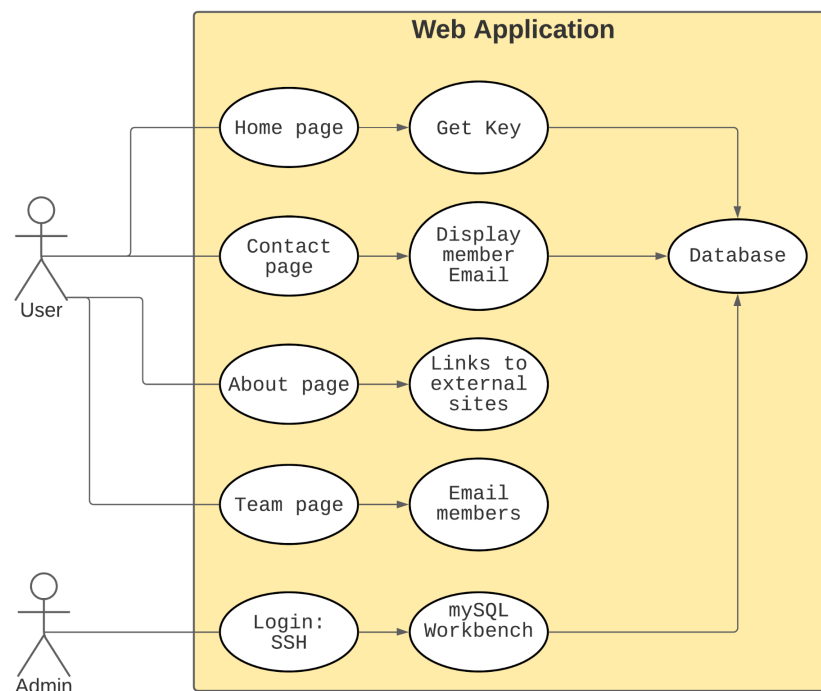 Web Application
Home page
Get Key
Contact
page
Display
member
Email
Database
User
About page
Links to
external
sites
Team page
Email
members
Login:
SSH
mySQL
Workbench
Admin